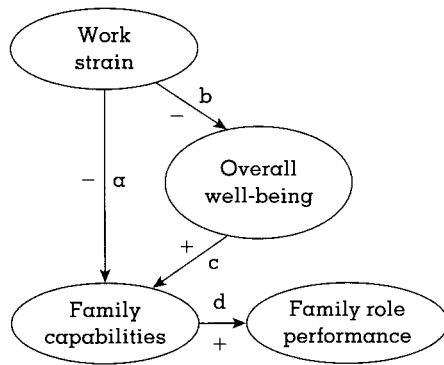 Work
strain
b
−
− a
Overall
well-being
+
c
Family
capabilities
d
+
Family role
performance